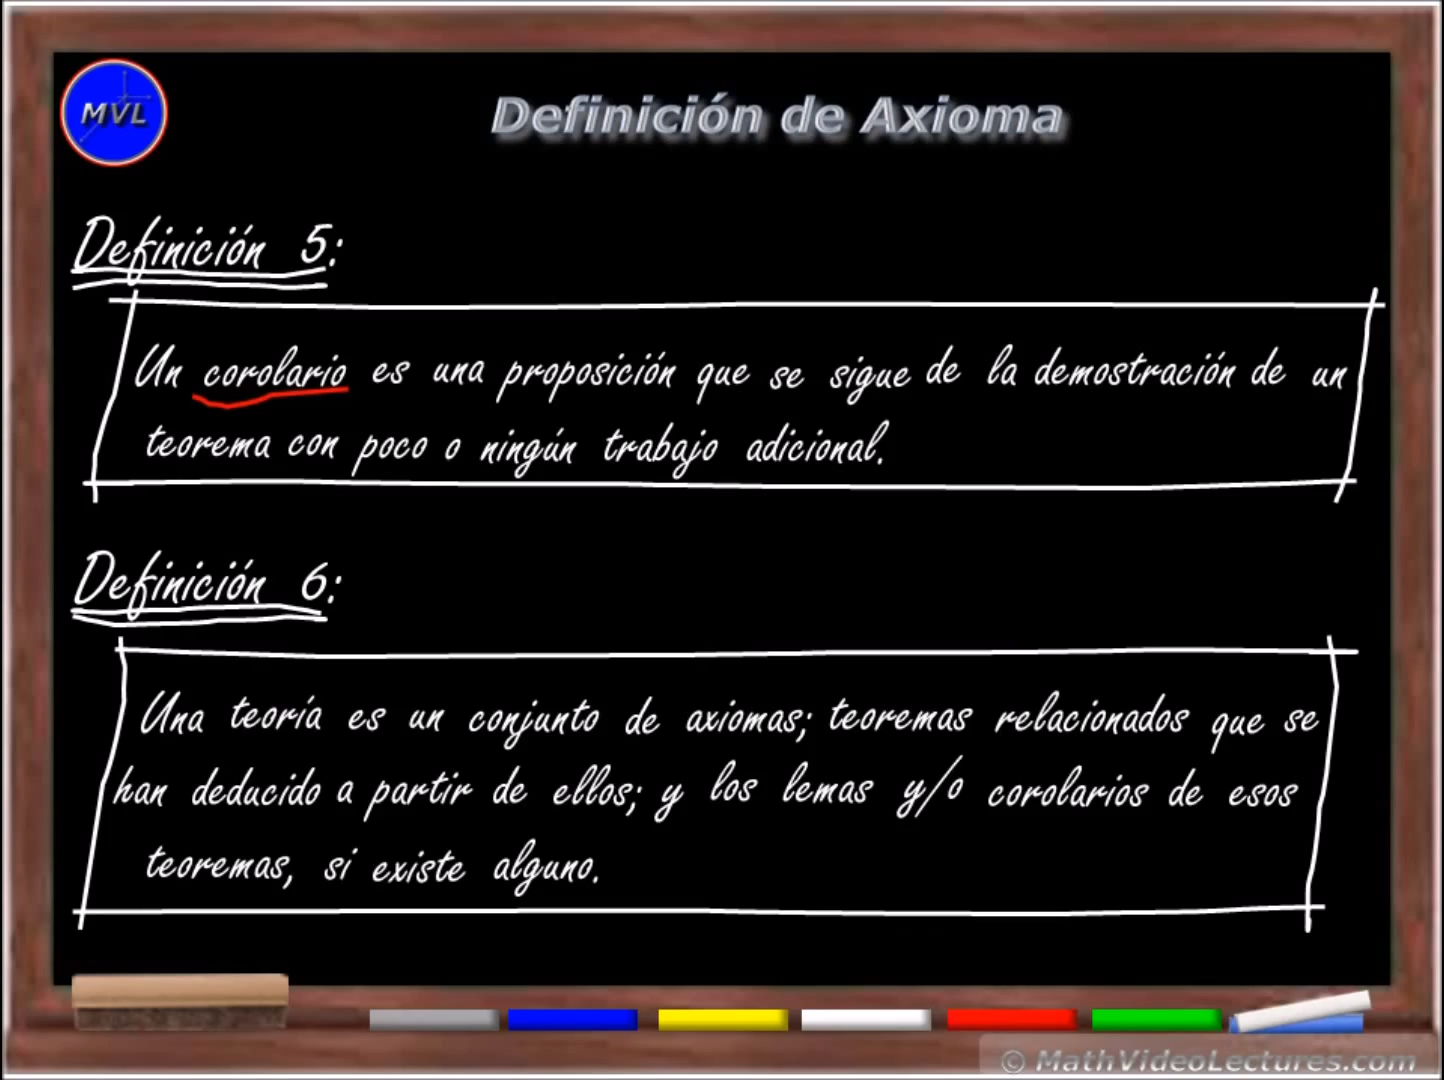 MVL
Definición de Axioma
Definición 5:
Un corolario es una proposición que se sigue de la demostración de un
teorema con poco o ningún trabajo adicional.
Definición 6:
Una teoría es un conjunto de axiomas; teoremas relacionados que se
han deducido a partir de ellos; y los lemas y/o corolarios de esos
teoremas, si existe alguno.
© MathVideoLectures.com